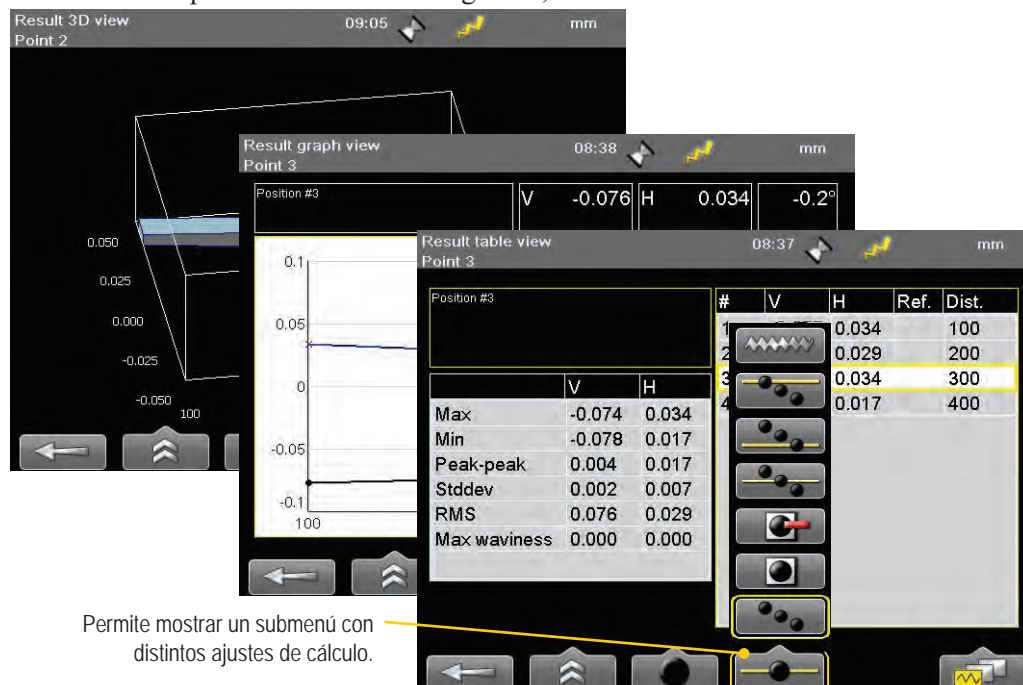 Result 3D view
Point 2
09:05
mm
0.050
0.025
0.000
-0.025
-0.050
100
Result graph view
Point 3
08:38
mm
Position #3
V -0.076 H 0.034 -0.2°
0.1
0.05
0
-0.05
-0.1
100
Result table view
Point 3
08:37
mm
Position #3
V H
Max -0.074 0.034
Min -0.078 0.017
Peak-peak 0.004 0.017
Stddev 0.002 0.007
RMS 0.076 0.029
Max waviness 0.000 0.000
# V H Ref. Dist.
1 0.034 100
2 0.029 200
3 0.034 300
4 0.017 400
Permite mostrar un submenú con
distintos ajustes de cálculo.